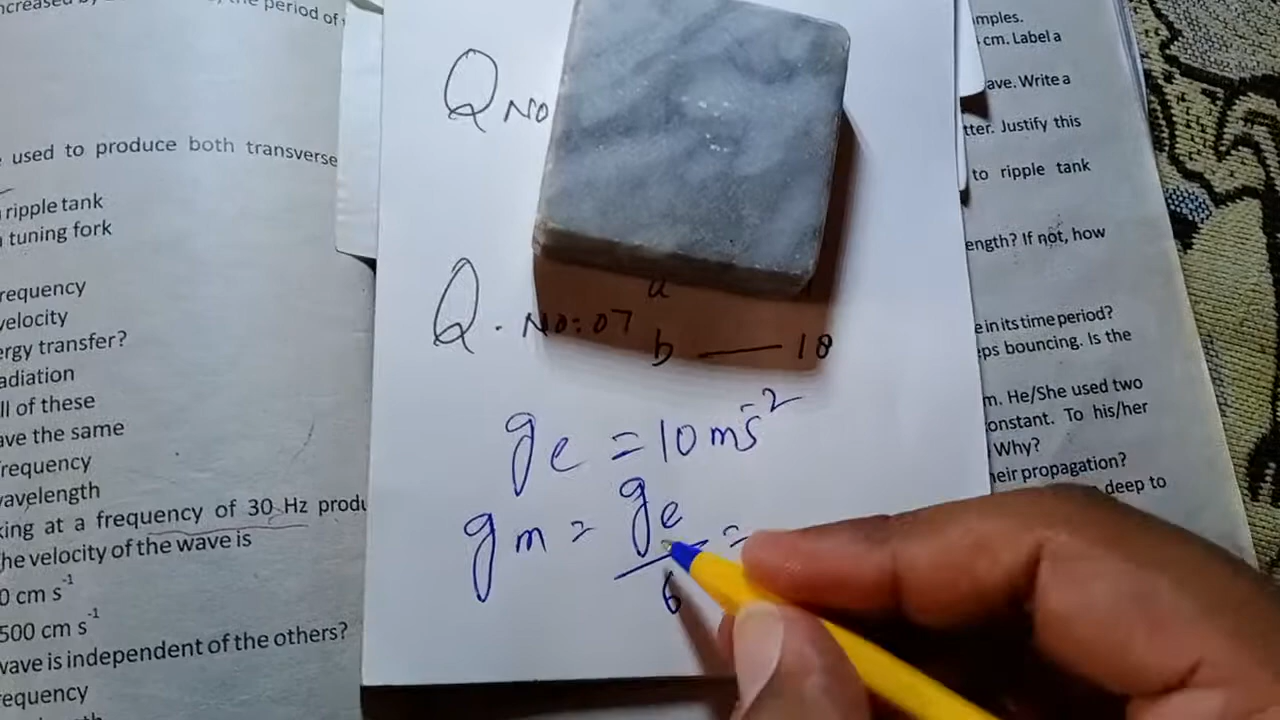 period of
used to produce both transverse
ripple tank
tuning fork
requency
velocity
ergy transfer?
adiation
ll of these
ave the same
requency
wavelength
king at a frequency of 30 Hz produ
he velocity of the wave is
0 cm s⁻¹
500 cm s⁻¹
wave is independent of the others?
requency
Q No
a
Q. No: 07
b — 18
ge = 10 ms⁻²
gm = ge/6 =
mples.
cm. Label a
ave. Write a
tter. Justify this
to ripple tank
ength? If not, how
e in its time period?
ps bouncing. Is the
m. He/She used two
onstant. To his/her
Why?
heir propagation?
deep to